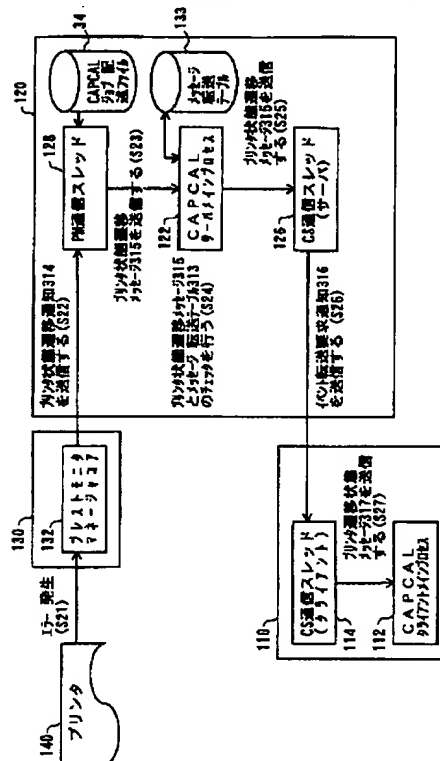 120
34
CAPCAL
ジョブ 配
送ファイル
133
メッセージ
転送
テーブル
128
PM通信スレッド
プリンタ状態遷移
メッセージ315を送信する(S23)
122
CAPCAL
サーバメインプロセス
プリンタ状態遷移メッセージ315
とメッセージ 転送テーブル313
のチェックを行う(S24)
プリンタ状態遷移
メッセージ315を送信
する(S25)
126
CS通信スレッド
(サーバ)
プリンタ状態遷移通知314
を送信する(S22)
イベント転送要求通知316
を送信する(S26)
130
132
プレストモニタ
マネージャコア
エラー 発生
(S21)
140
プリンタ
110
CS通信スレッド
(クライアント)
114
プリンタ遷移状態
メッセージ317を送信
する(S27)
112
CAPCAL
クライアントメインプロセス